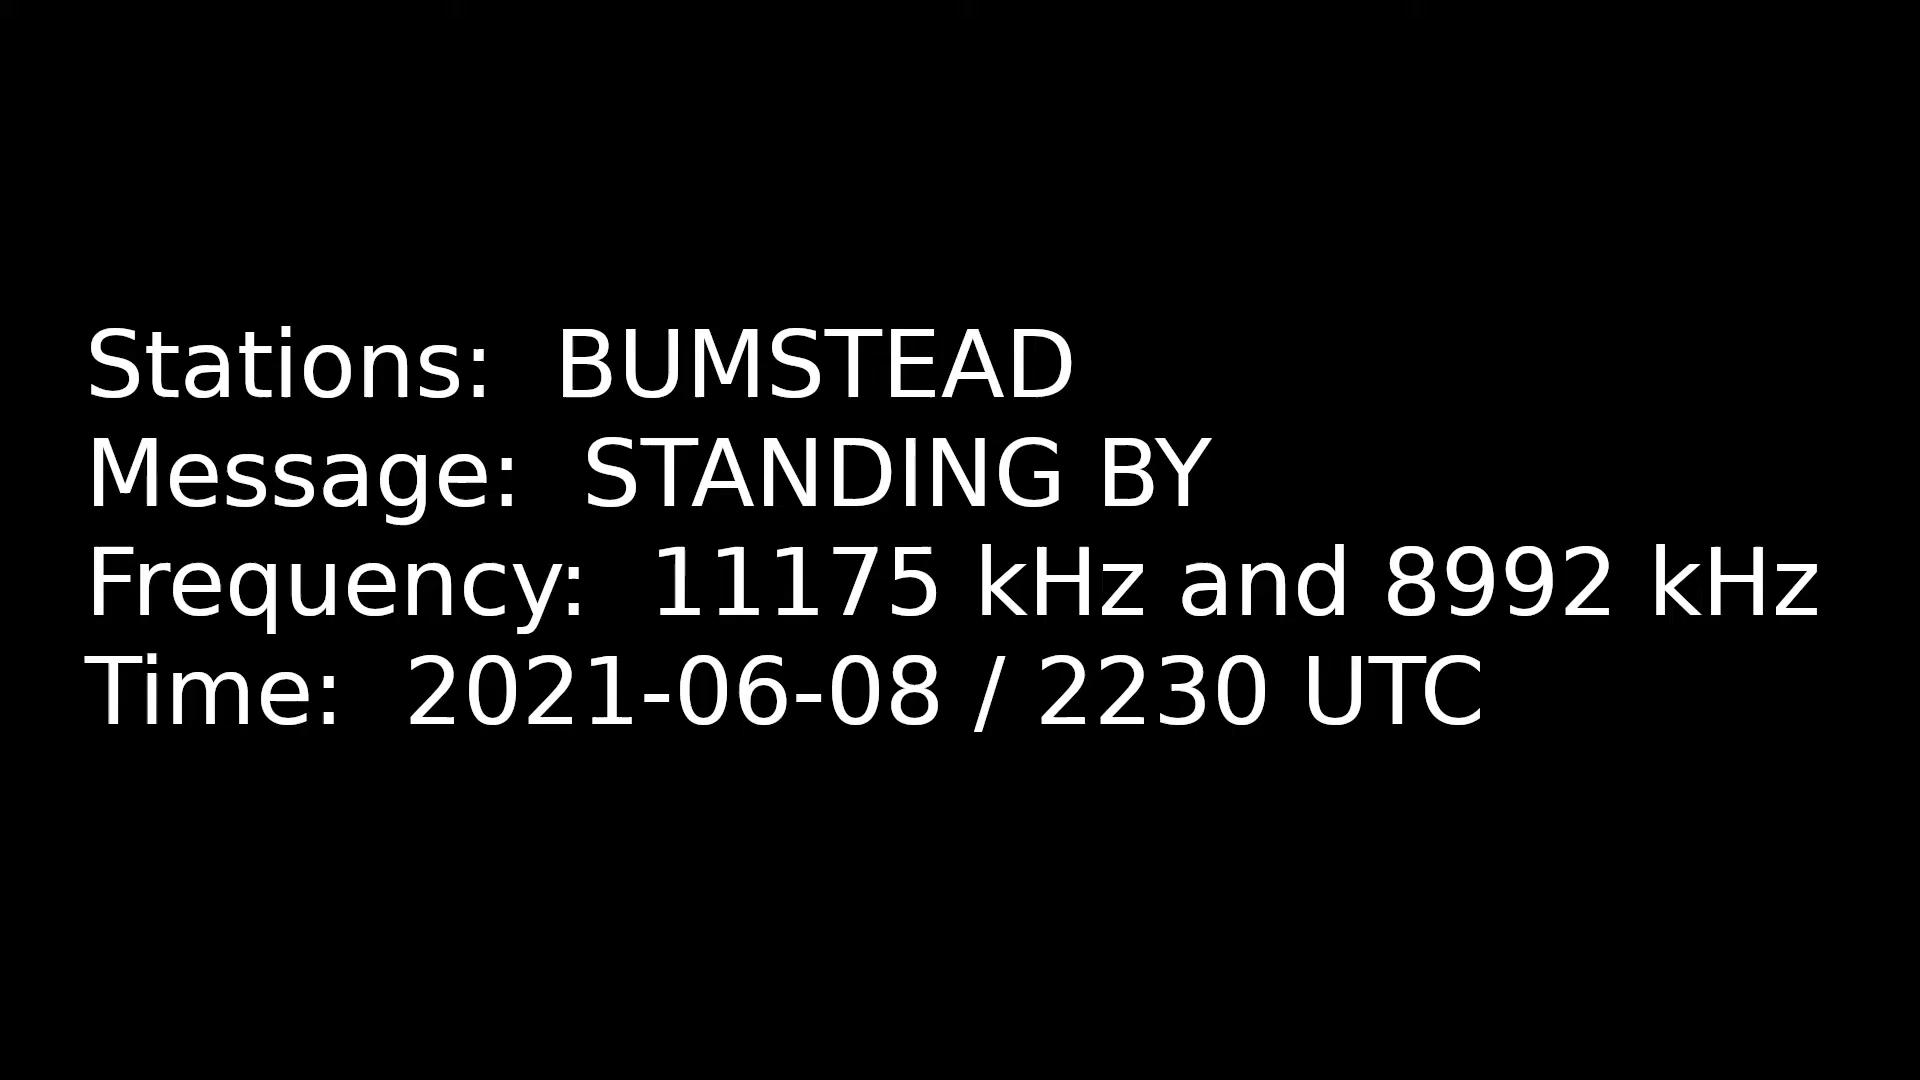 Stations:  BUMSTEAD
Message:  STANDING BY
Frequency:  11175 kHz and 8992 kHz
Time:  2021-06-08 / 2230 UTC